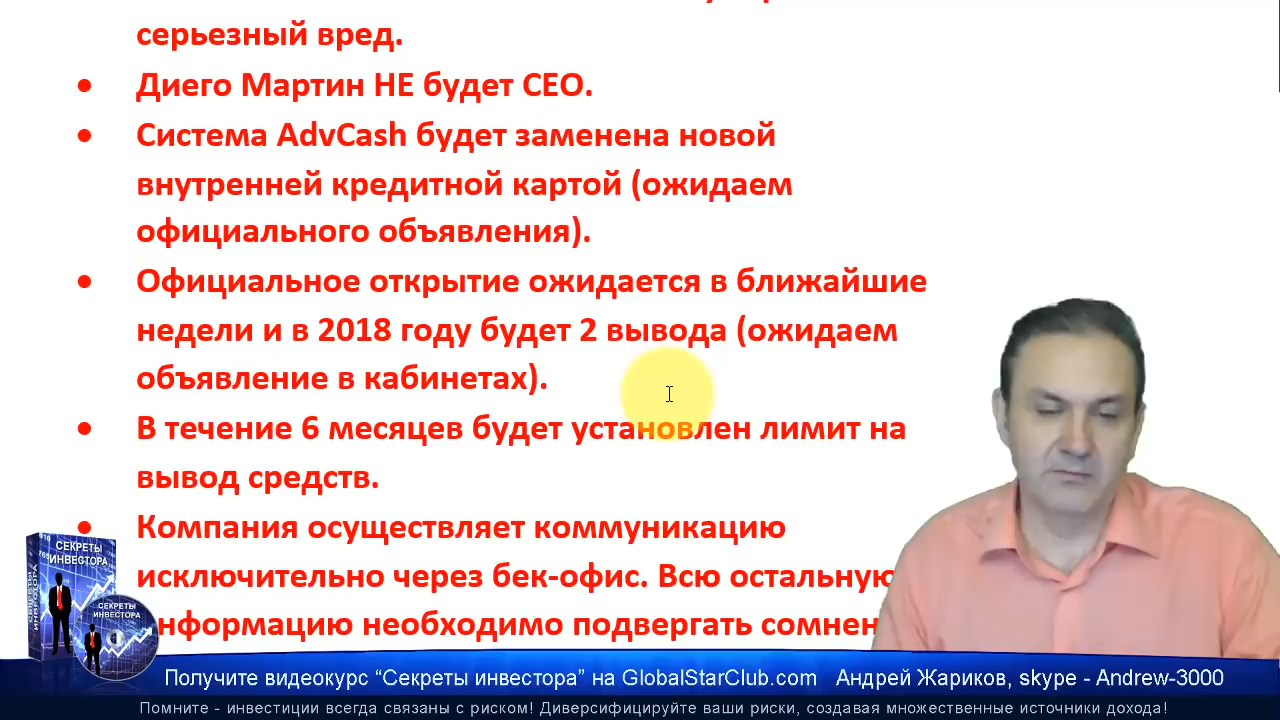 серьезный вред.
• Диего Мартин НЕ будет CEO.
• Система AdvCash будет заменена новой
внутренней кредитной картой (ожидаем
официального объявления).
• Официальное открытие ожидается в ближайшие
недели и в 2018 году будет 2 вывода (ожидаем
объявление в кабинетах).
• В течение 6 месяцев будет установлен лимит на
вывод средств.
• Компания осуществляет коммуникацию
исключительно через бек-офис. Всю остальную
нформацию необходимо подвергать сомнен
СЕКРЕТЫ
ИНВЕСТОРА
СЕКРЕТЫ
ИНВЕСТОРА
Получите видеокурс “Секреты инвестора” на GlobalStarClub.com Андрей Жариков, skype - Andrew-3000
Помните - инвестиции всегда связаны с риском! Диверсифицируйте ваши риски, создавая множественные источники дохода!